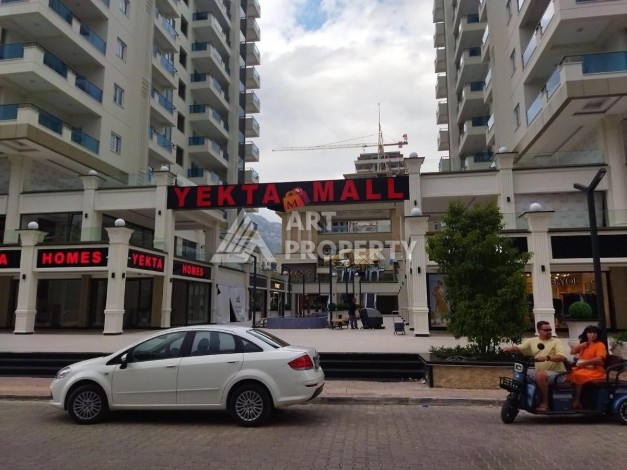 YEKTA M MALL
HOMES YEKTA HOMES
ART
PROPERTY